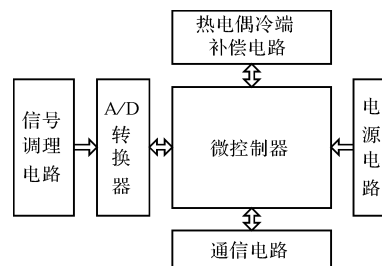 热电偶冷端
补偿电路
信号
调理
电路
A/D
转
换
器
微控制器
电
源
电
路
通信电路